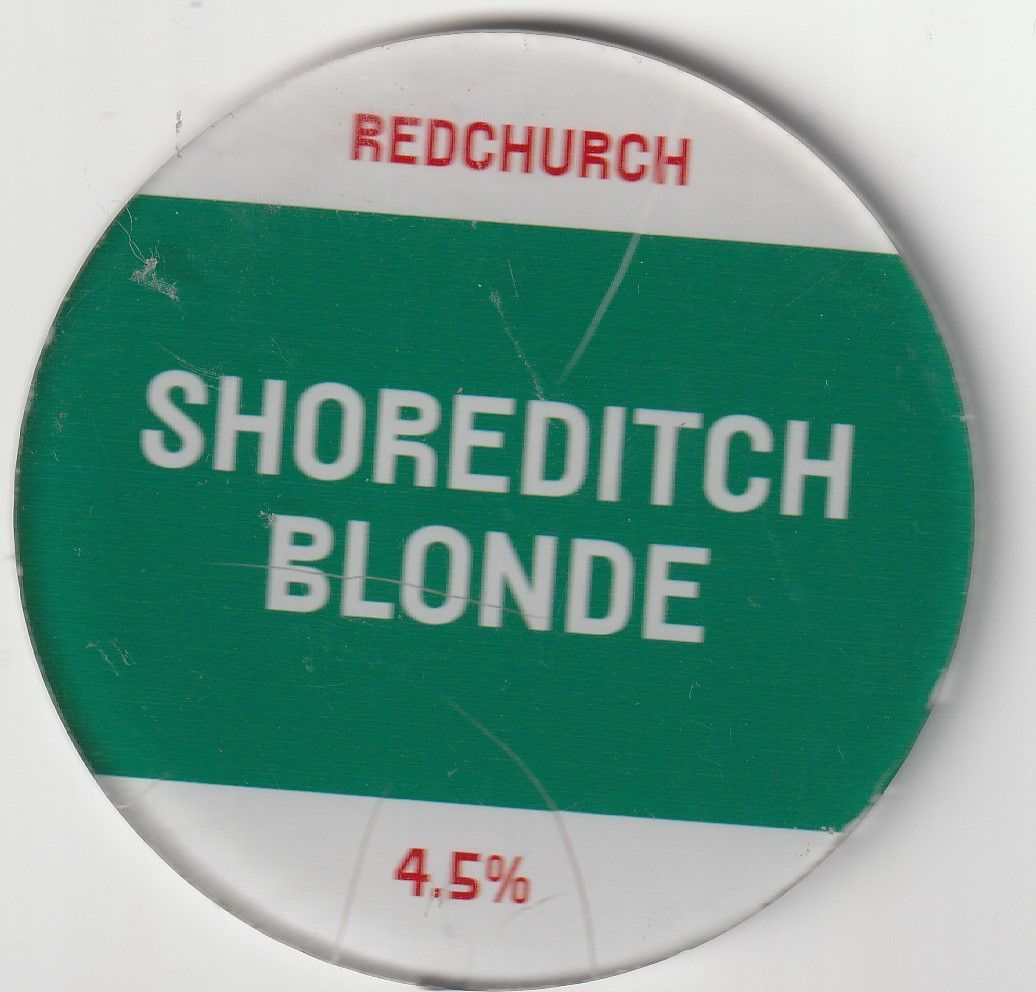 REDCHURCH
SHOREDITCH
BLONDE
4.5%